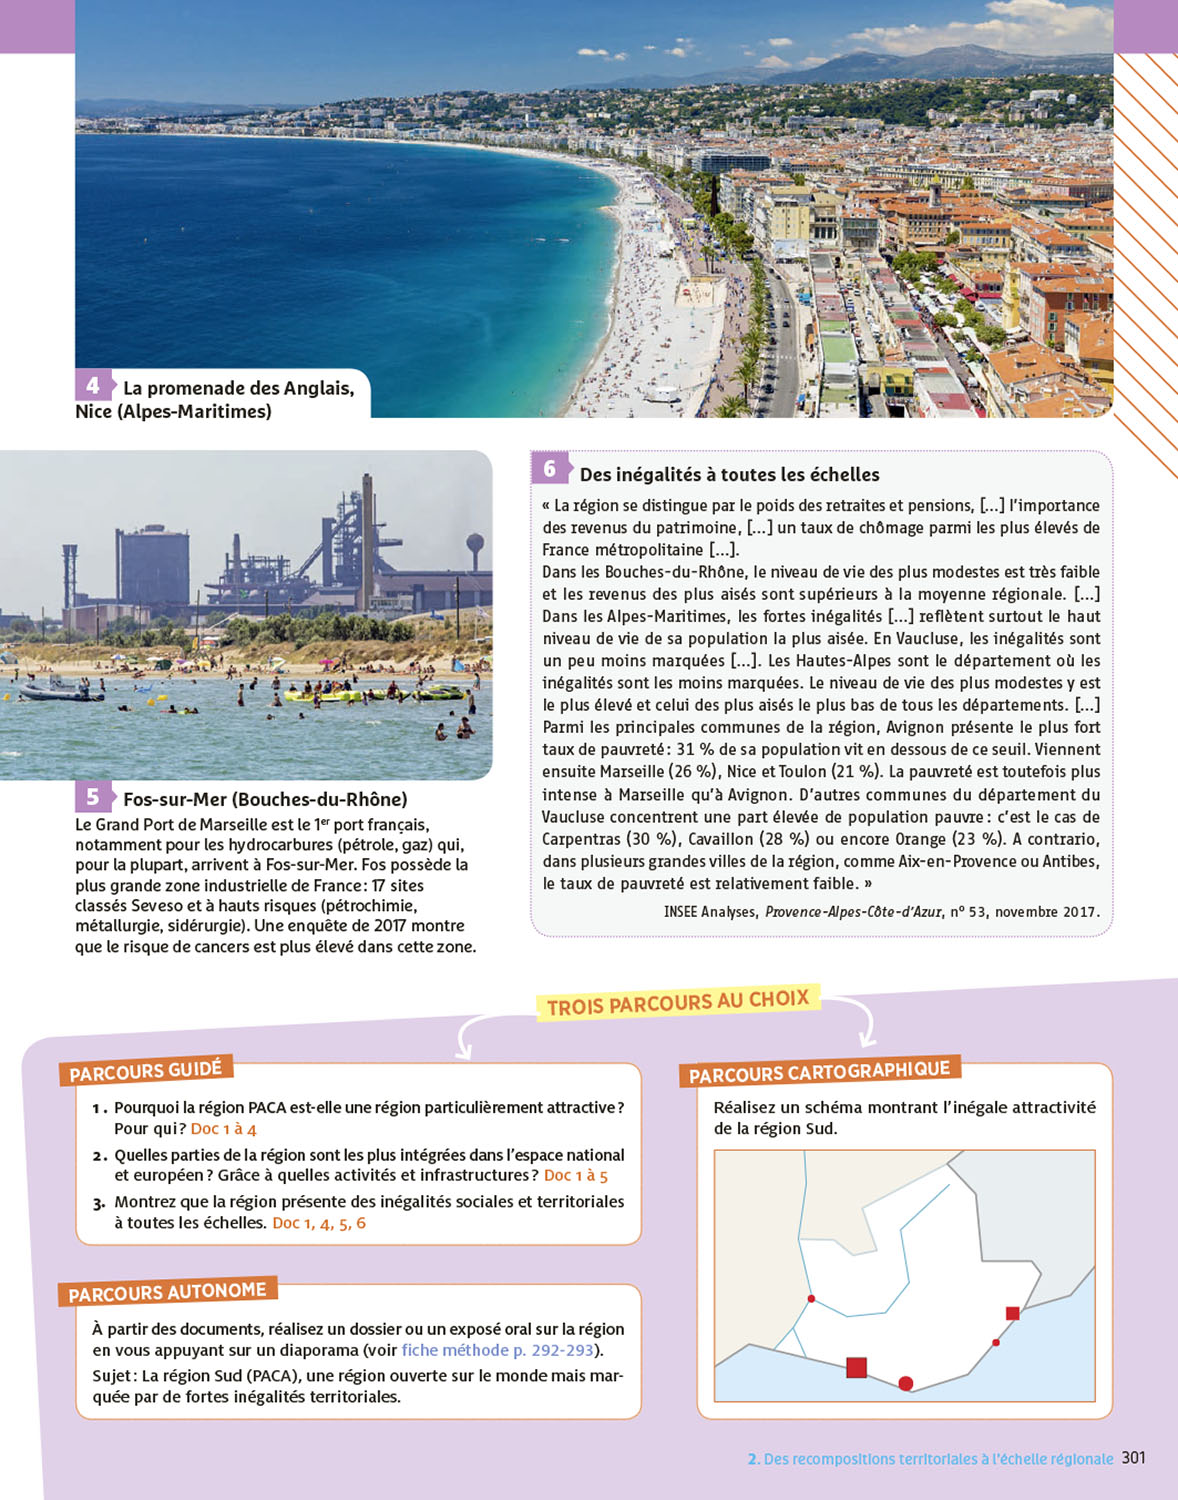 4 La promenade des Anglais,
Nice (Alpes-Maritimes)
5 Fos-sur-Mer (Bouches-du-Rhône)
Le Grand Port de Marseille est le 1er port français,
notamment pour les hydrocarbures (pétrole, gaz) qui,
pour la plupart, arrivent à Fos-sur-Mer. Fos possède la
plus grande zone industrielle de France : 17 sites
classés Seveso et à hauts risques (pétrochimie,
métallurgie, sidérurgie). Une enquête de 2017 montre
que le risque de cancers est plus élevé dans cette zone.
6 Des inégalités à toutes les échelles
« La région se distingue par le poids des retraites et pensions, [...] l'importance
des revenus du patrimoine, [...] un taux de chômage parmi les plus élevés de
France métropolitaine [...].
Dans les Bouches-du-Rhône, le niveau de vie des plus modestes est très faible
et les revenus des plus aisés sont supérieurs à la moyenne régionale. [...]
Dans les Alpes-Maritimes, les fortes inégalités [...] reflètent surtout le haut
niveau de vie de sa population la plus aisée. En Vaucluse, les inégalités sont
un peu moins marquées [...]. Les Hautes-Alpes sont le département où les
inégalités sont les moins marquées. Le niveau de vie des plus modestes y est
le plus élevé et celui des plus aisés le plus bas de tous les départements. [...]
Parmi les principales communes de la région, Avignon présente le plus fort
taux de pauvreté : 31 % de sa population vit en dessous de ce seuil. Viennent
ensuite Marseille (26 %), Nice et Toulon (21 %). La pauvreté est toutefois plus
intense à Marseille qu'à Avignon. D'autres communes du département du
Vaucluse concentrent une part élevée de population pauvre : c'est le cas de
Carpentras (30 %), Cavaillon (28 %) ou encore Orange (23 %). A contrario,
dans plusieurs grandes villes de la région, comme Aix-en-Provence ou Antibes,
le taux de pauvreté est relativement faible. »
INSEE Analyses, Provence-Alpes-Côte-d'Azur, n° 53, novembre 2017.
TROIS PARCOURS AU CHOIX
PARCOURS GUIDÉ
1. Pourquoi la région PACA est-elle une région particulièrement attractive ?
Pour qui ? Doc 1 à 4
2. Quelles parties de la région sont les plus intégrées dans l'espace national
et européen ? Grâce à quelles activités et infrastructures ? Doc 1 à 5
3. Montrez que la région présente des inégalités sociales et territoriales
à toutes les échelles. Doc 1, 4, 5, 6
PARCOURS AUTONOME
À partir des documents, réalisez un dossier ou un exposé oral sur la région
en vous appuyant sur un diaporama (voir fiche méthode p. 292-293).
Sujet : La région Sud (PACA), une région ouverte sur le monde mais mar-
quée par de fortes inégalités territoriales.
PARCOURS CARTOGRAPHIQUE
Réalisez un schéma montrant l'inégale attractivité
de la région Sud.
2. Des recompositions territoriales à l'échelle régionale 301